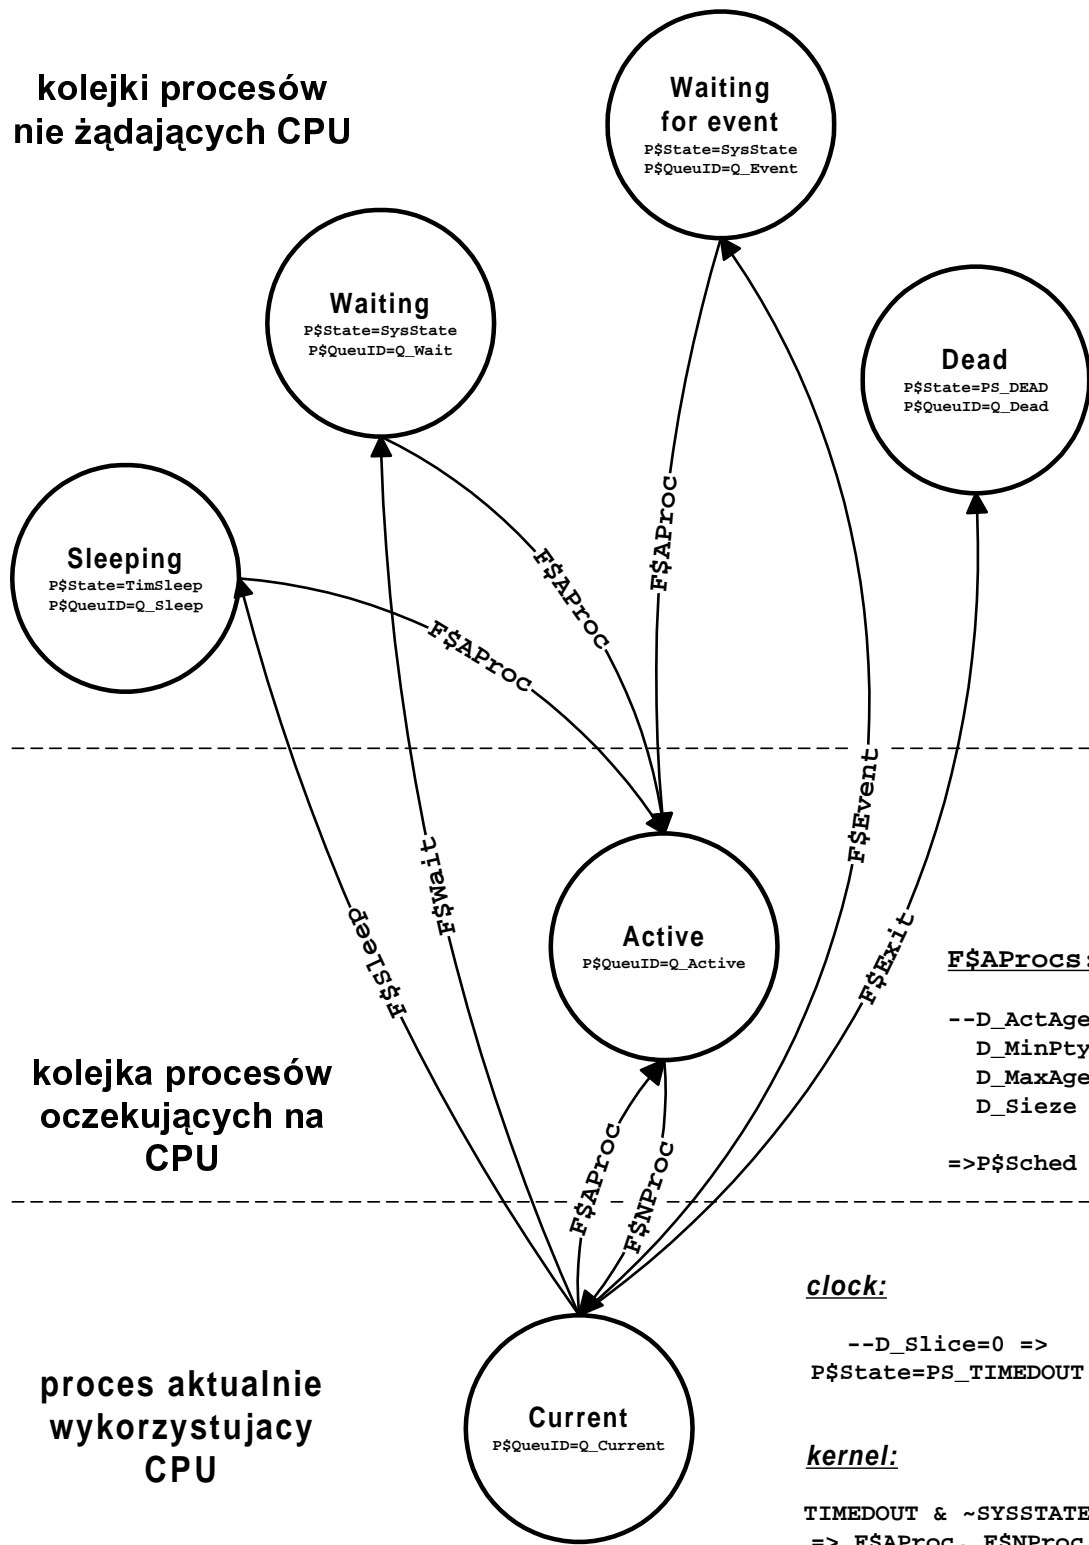 kolejki procesów
nie żądających CPU
Waiting
for event
P$State=SysState
P$QueuID=Q_Event
Waiting
P$State=SysState
P$QueuID=Q_Wait
Dead
P$State=PS_DEAD
P$QueuID=Q_Dead
Sleeping
P$State=TimSleep
P$QueuID=Q_Sleep
F$AProc
F$AProc
F$AProc
F$Event
F$Wait
F$Sleep
F$Exit
Active
P$QueuID=Q_Active
F$AProcs:
--D_ActAge
D_MinPty
D_MaxAge
D_Sieze
=>P$Sched
kolejka procesów
oczekujących na
CPU
F$AProc
F$NProc
clock:
--D_Slice=0 =>
P$State=PS_TIMEDOUT
proces aktualnie
wykorzystujacy
CPU
Current
P$QueuID=Q_Current
kernel:
TIMEDOUT & ~SYSSTATE
=> F$AProc, F$NProc